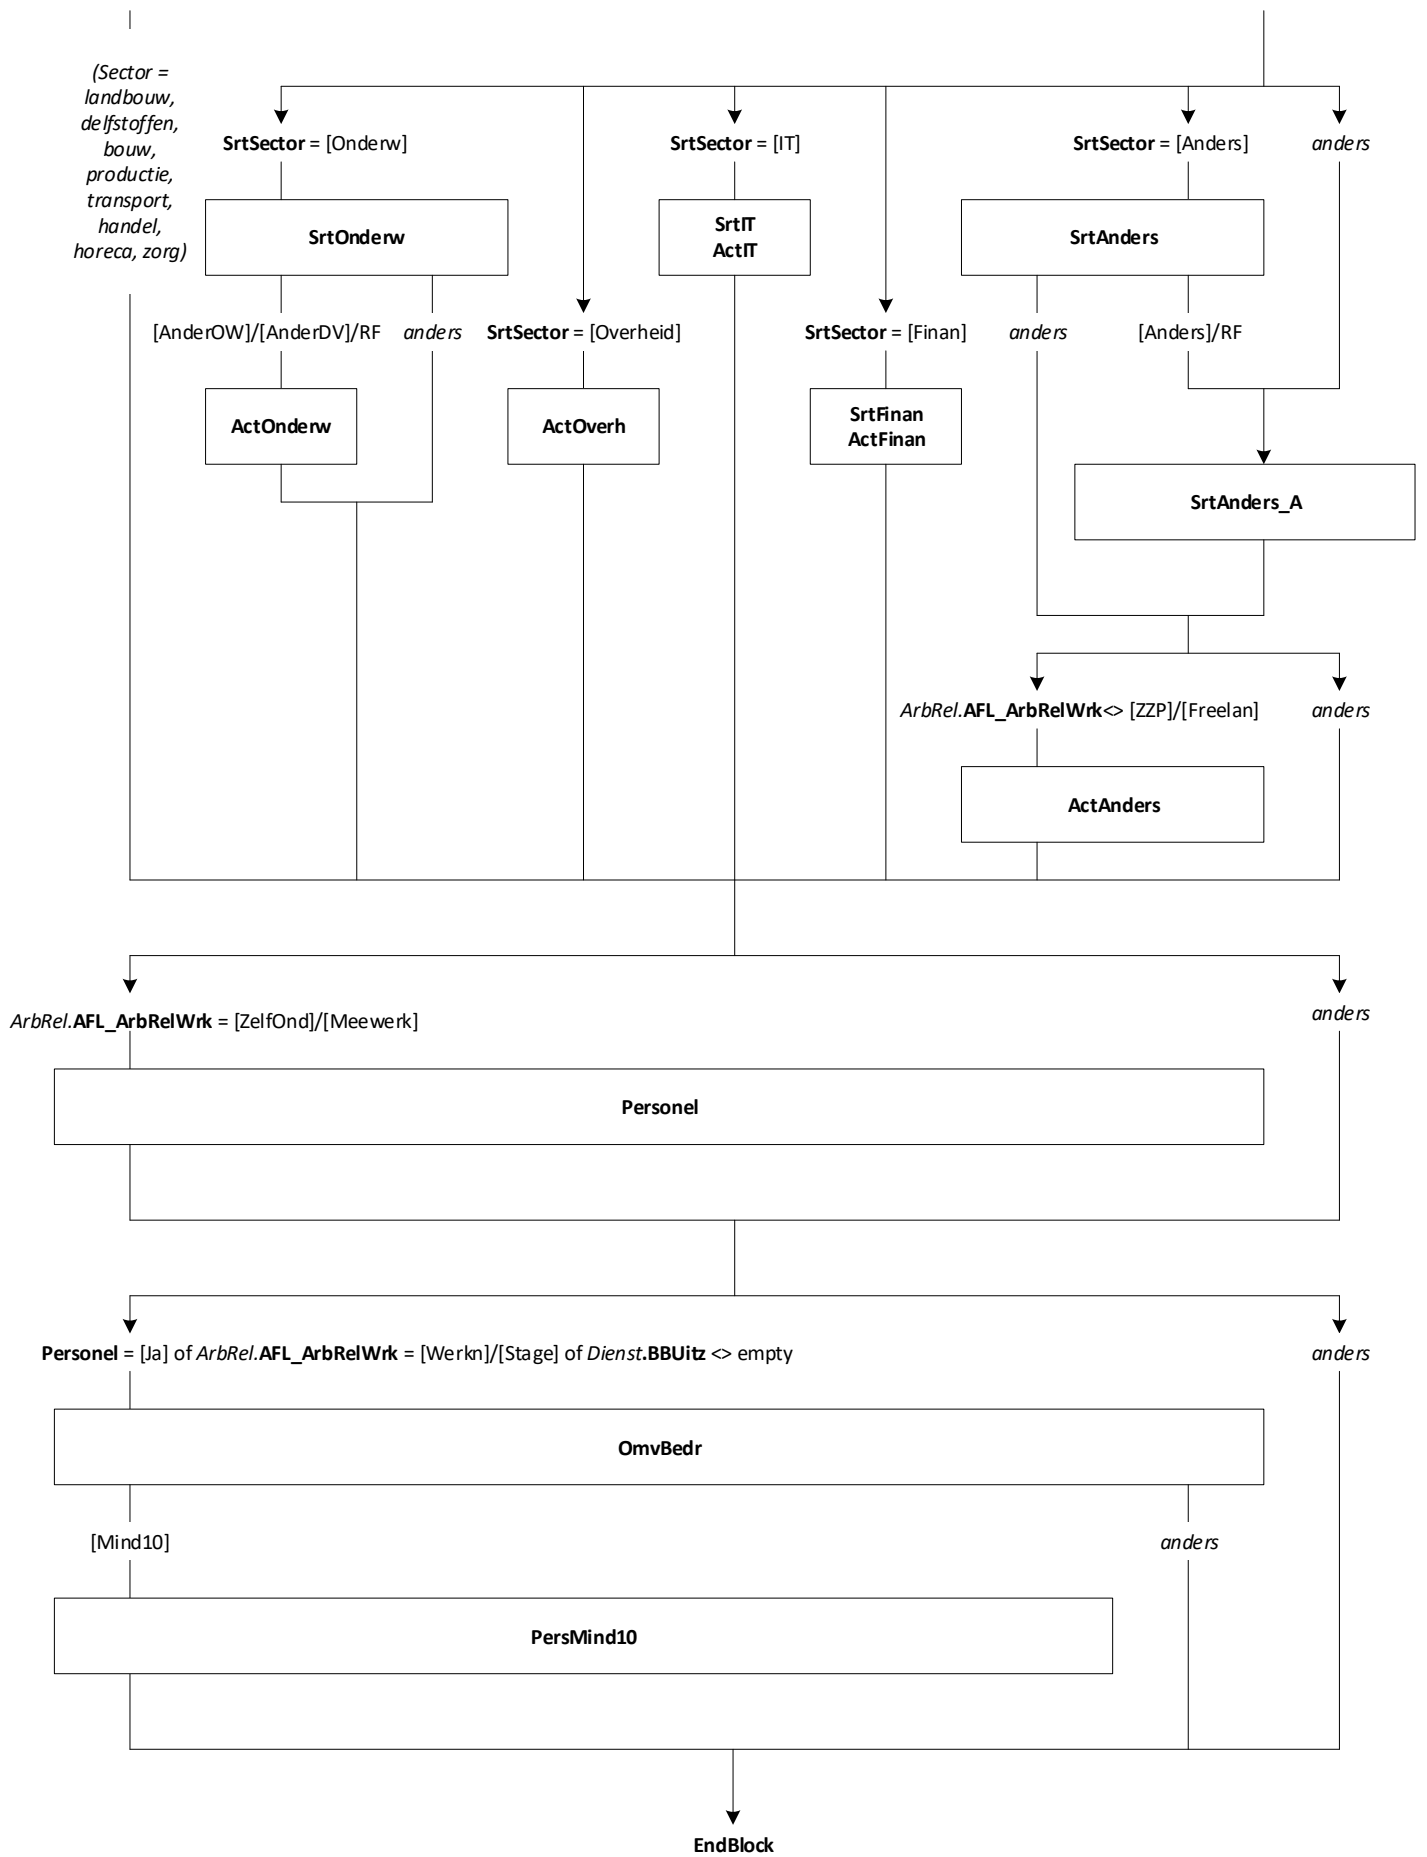 (Sector =
landbouw,
delfstoffen,
bouw,
productie,
transport,
handel,
horeca, zorg)
SrtSector = [Onderw]
SrtSector = [IT]
SrtSector = [Anders]
anders
SrtOnderw
SrtIT
ActIT
SrtAnders
[AnderOW]/[AnderDV]/RF
anders
SrtSector = [Overheid]
SrtSector = [Finan]
anders
[Anders]/RF
ActOnderw
ActOverh
SrtFinan
ActFinan
SrtAnders_A
ArbRel.AFL_ArbRelWrk<> [ZZP]/[Freelan]
anders
ActAnders
ArbRel.AFL_ArbRelWrk = [ZelfOnd]/[Meewerk]
anders
Personel
Personel = [Ja] of ArbRel.AFL_ArbRelWrk = [Werkn]/[Stage] of Dienst.BBUitz <> empty
anders
OmvBedr
[Mind10]
anders
PersMind10
EndBlock